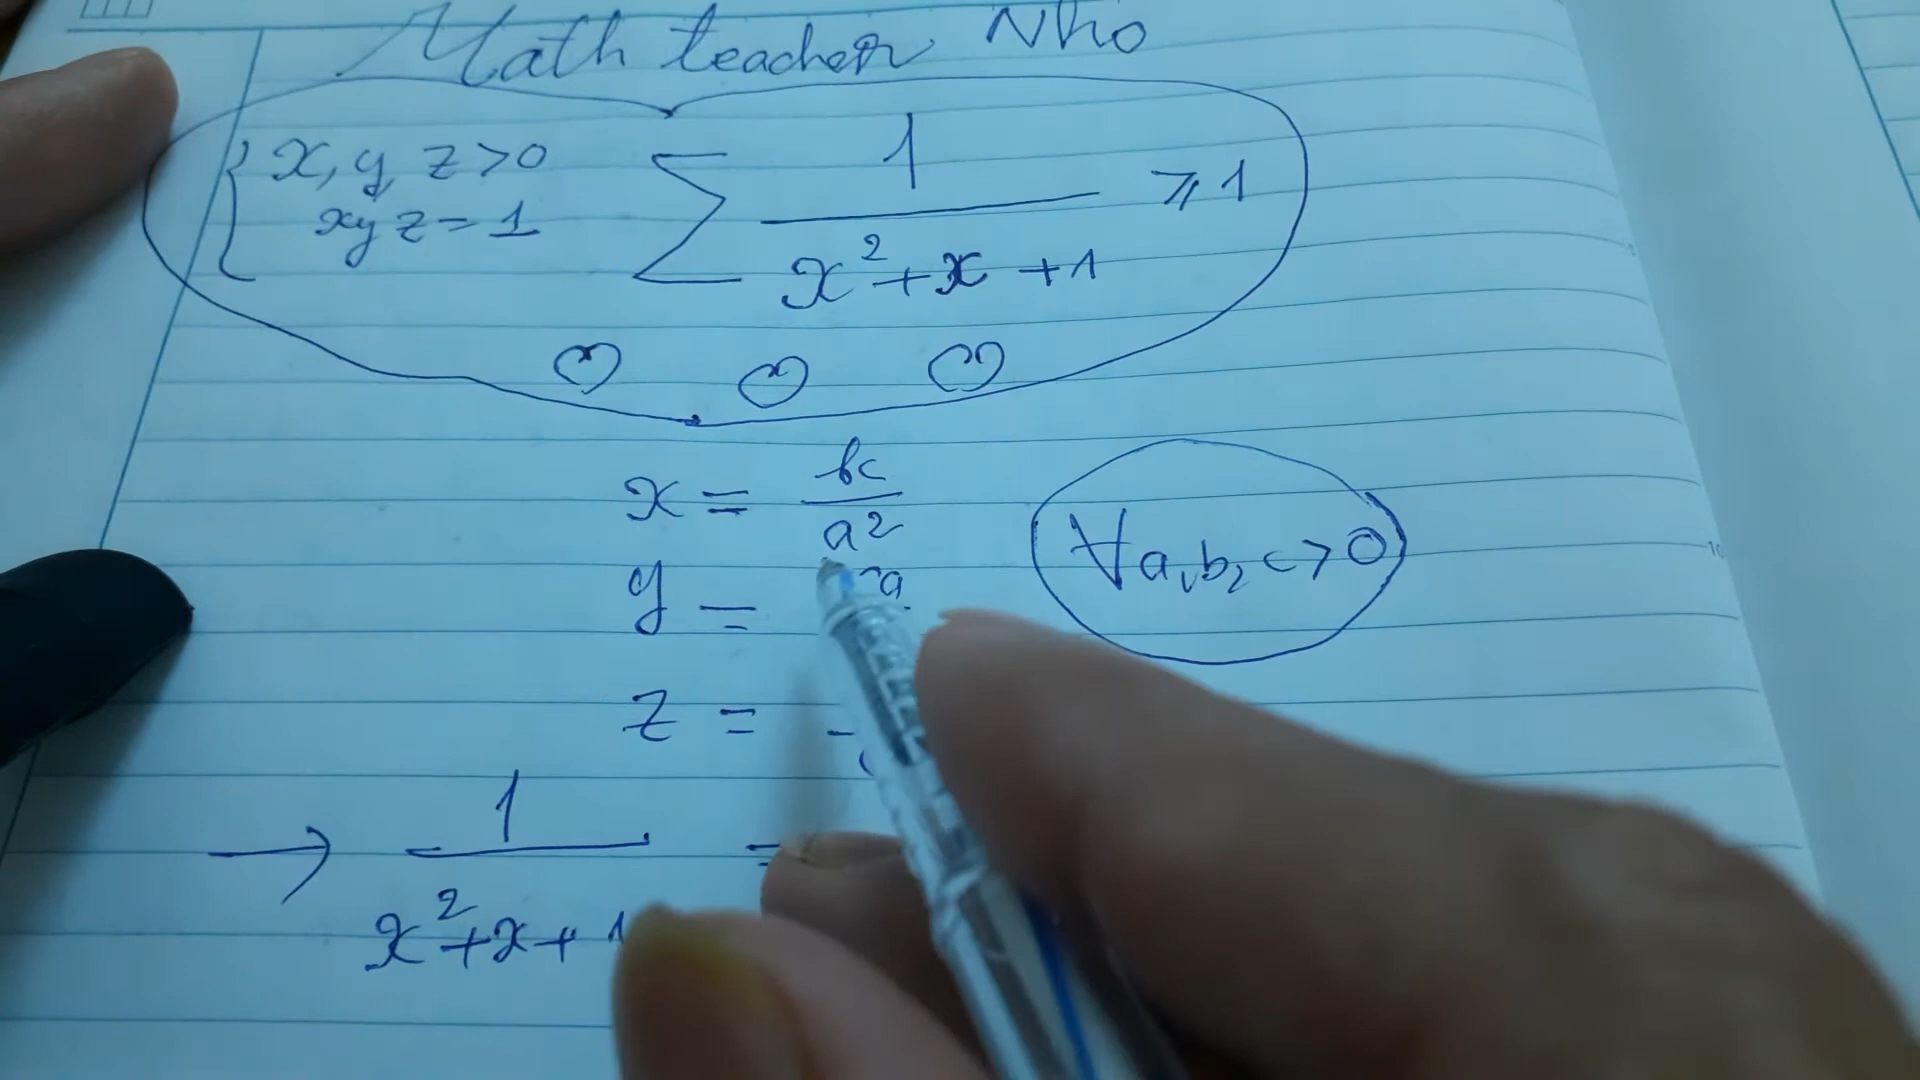 Math teacher Nho
{ x, y, z > 0
xyz = 1
∑ 1 / (x² + x + 1) ⩾ 1
x = bc / a²
∀a, b, c > 0
y = a
z =
→ 1 / (x² + x + 1 =